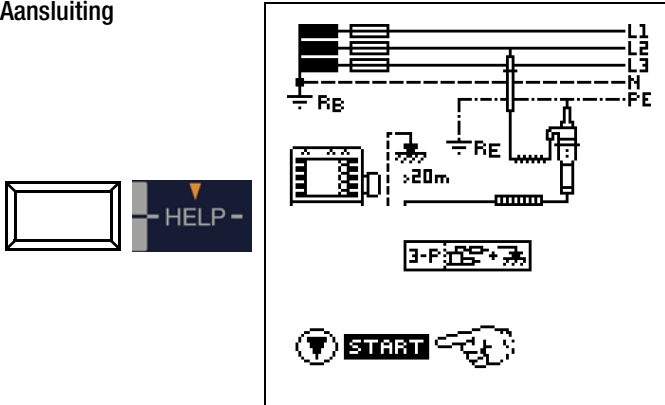 Aansluiting
L1
L2
L3
N
PE
RB
RE
>20m
HELP
3-P
START